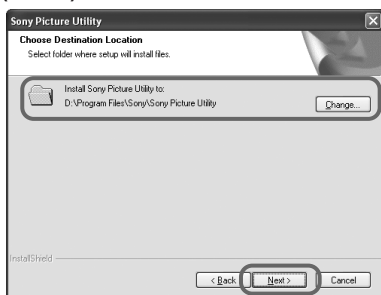 Sony Picture Utility
Choose Destination Location
Select folder where setup will install files.
Install Sony Picture Utility to:
D:\Program Files\Sony\Sony Picture Utility
Change...
InstallShield
< Back
Next >
Cancel